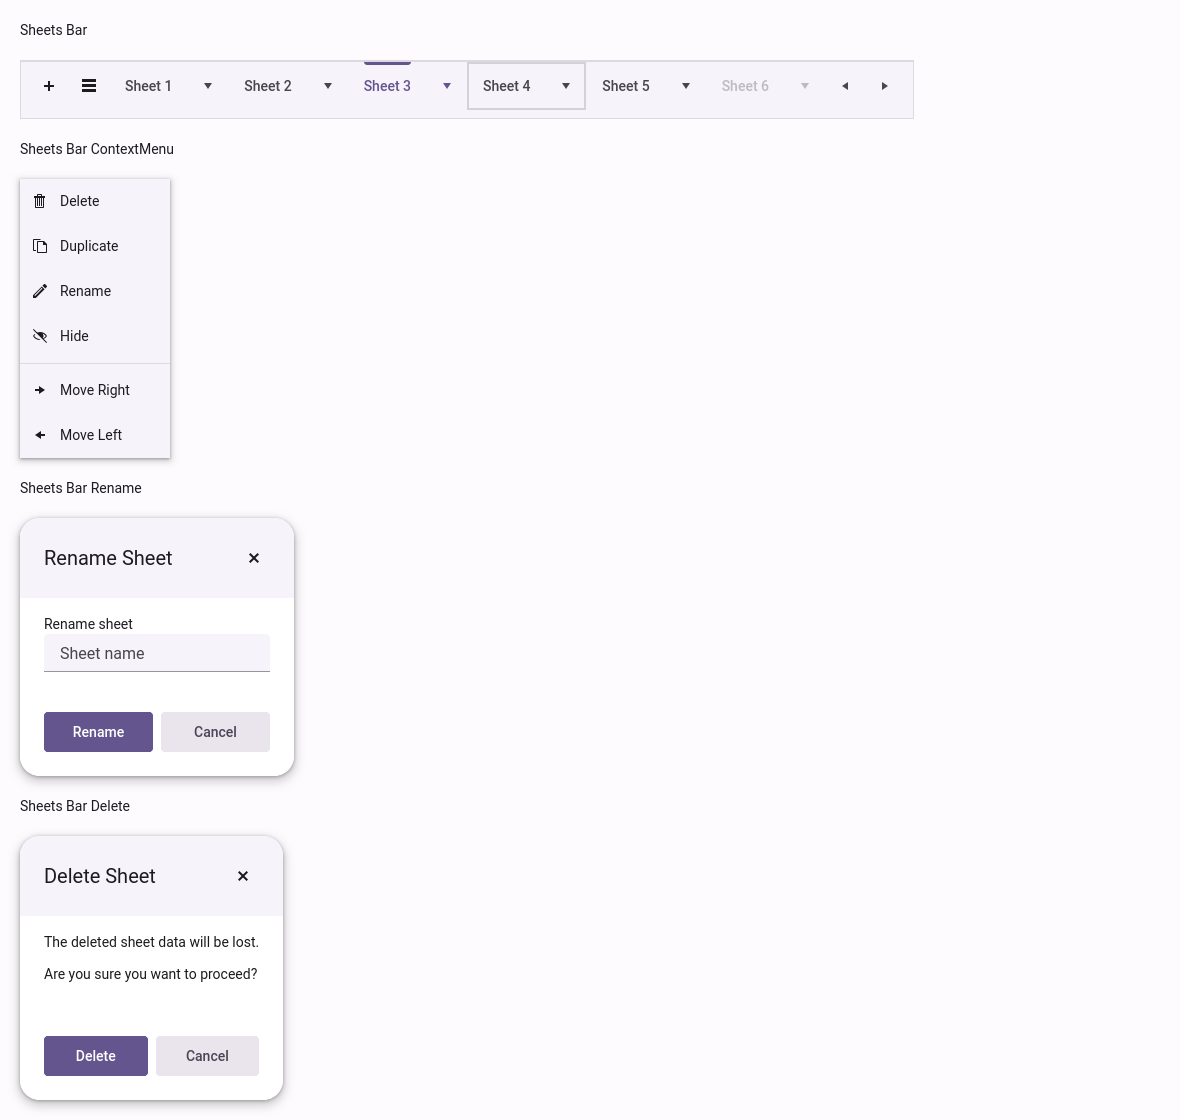 Sheets Bar
Sheet 1 Sheet 2 Sheet 3 Sheet 4 Sheet 5 Sheet 6
Sheets Bar ContextMenu
Delete
Duplicate
Rename
Hide
Move Right
Move Left
Sheets Bar Rename
Rename Sheet
Rename sheet
Sheet name
Rename Cancel
Sheets Bar Delete
Delete Sheet
The deleted sheet data will be lost.
Are you sure you want to proceed?
Delete Cancel